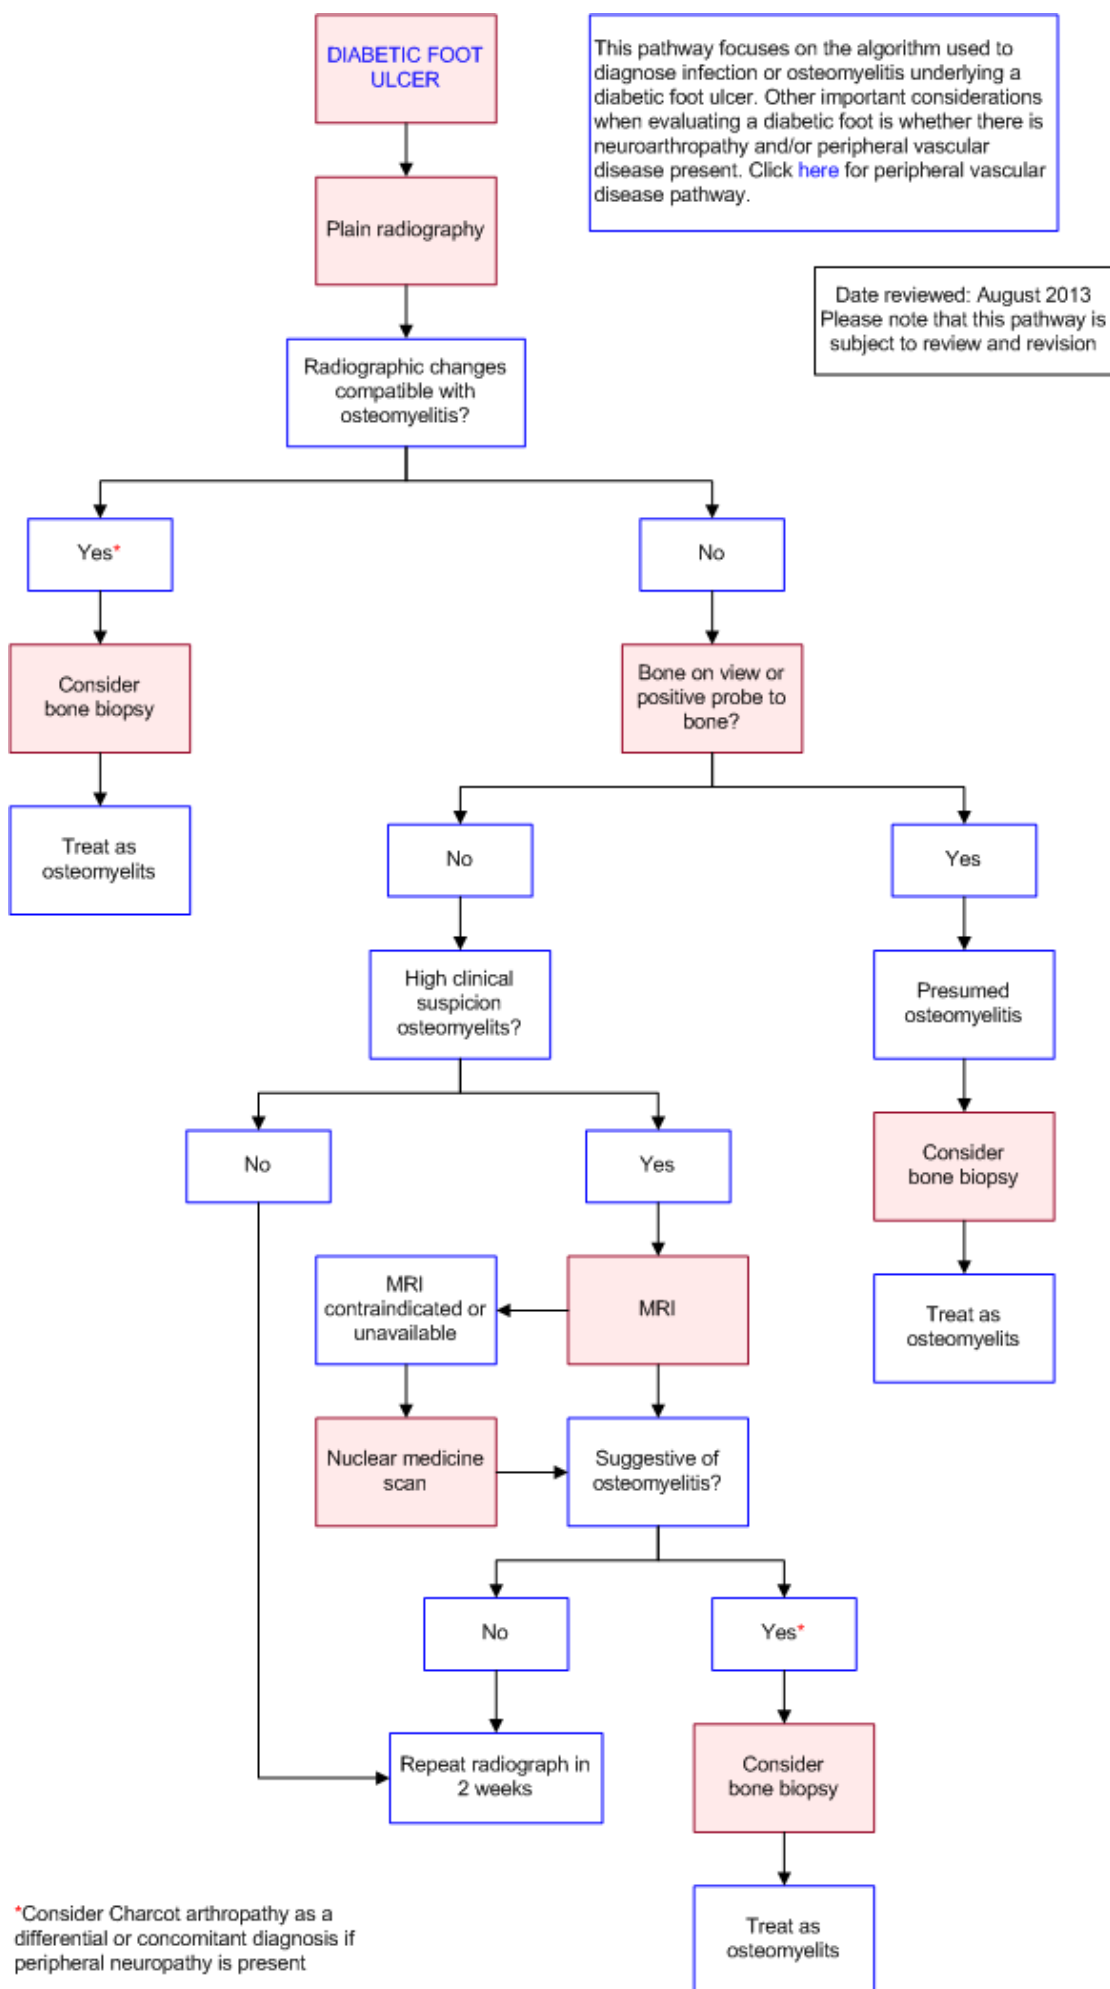 DIABETIC FOOT
ULCER
This pathway focuses on the algorithm used to
diagnose infection or osteomyelitis underlying a
diabetic foot ulcer. Other important considerations
when evaluating a diabetic foot is whether there is
neuroarthropathy and/or peripheral vascular
disease present. Click here for peripheral vascular
disease pathway.
Plain radiography
Date reviewed: August 2013
Please note that this pathway is
subject to review and revision
Radiographic changes
compatible with
osteomyelitis?
Yes*
No
Consider
bone biopsy
Bone on view or
positive probe to
bone?
Treat as
osteomyelits
No
Yes
High clinical
suspicion
osteomyelits?
Presumed
osteomyelitis
No
Yes
Consider
bone biopsy
MRI
contraindicated or
unavailable
MRI
Treat as
osteomyelits
Nuclear medicine
scan
Suggestive of
osteomyelitis?
No
Yes*
Repeat radiograph in
2 weeks
Consider
bone biopsy
Treat as
osteomyelits
*Consider Charcot arthropathy as a
differential or concomitant diagnosis if
peripheral neuropathy is present